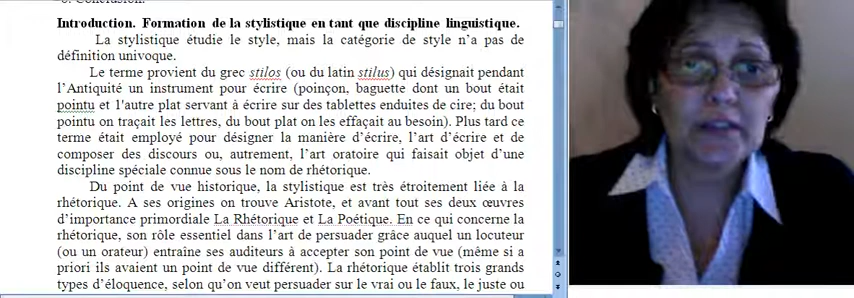 6. Conclusion.
Introduction. Formation de la stylistique en tant que discipline linguistique.
La stylistique étudie le style, mais la catégorie de style n'a pas de
définition univoque.
Le terme provient du grec stilos (ou du latin stilus) qui désignait pendant
l'Antiquité un instrument pour écrire (poinçon, baguette dont un bout était
pointu et l'autre plat servant à écrire sur des tablettes enduites de cire; du bout
pointu on traçait les lettres, du bout plat on les effaçait au besoin). Plus tard ce
terme était employé pour désigner la manière d'écrire, l'art d'écrire et de
composer des discours ou, autrement, l'art oratoire qui faisait objet d'une
discipline spéciale connue sous le nom de rhétorique.
Du point de vue historique, la stylistique est très étroitement liée à la
rhétorique. A ses origines on trouve Aristote, et avant tout ses deux œuvres
d'importance primordiale La Rhétorique et La Poétique. En ce qui concerne la
rhétorique, son rôle essentiel dans l'art de persuader grâce auquel un locuteur
(ou un orateur) entraîne ses auditeurs à accepter son point de vue (même si a
priori ils avaient un point de vue différent). La rhétorique établit trois grands
types d'éloquence, selon qu'on veut persuader sur le vrai ou le faux, le juste ou